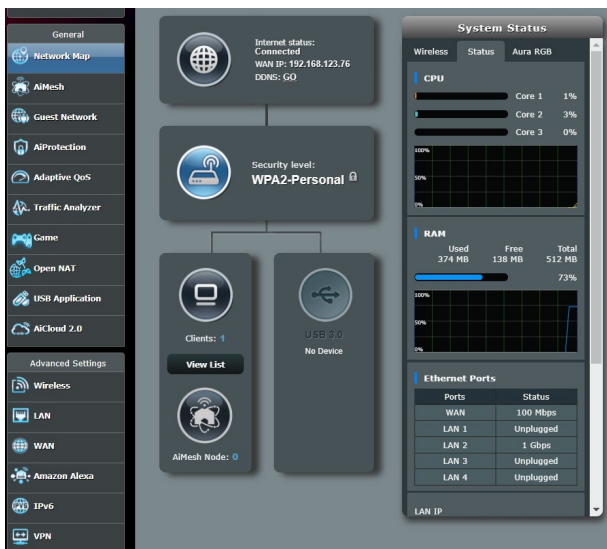 General
Network Map
AiMesh
Guest Network
AiProtection
Adaptive QoS
Traffic Analyzer
Game
Open NAT
USB Application
AiCloud 2.0
Advanced Settings
Wireless
LAN
WAN
Amazon Alexa
IPv6
VPN
Internet status:
Connected
WAN IP: 192.168.123.76
DDNS: GO
Security level:
WPA2-Personal
Clients: 1
View List
AiMesh Node: 0
USB 3.0
No Device
System Status
Wireless Status Aura RGB
CPU
Core 1 1%
Core 2 3%
Core 3 0%
100%
50%
0%
RAM
Used Free Total
374 MB 138 MB 512 MB
73%
100%
50%
0%
Ethernet Ports
Ports Status
WAN 100 Mbps
LAN 1 Unplugged
LAN 2 1 Gbps
LAN 3 Unplugged
LAN 4 Unplugged
LAN IP